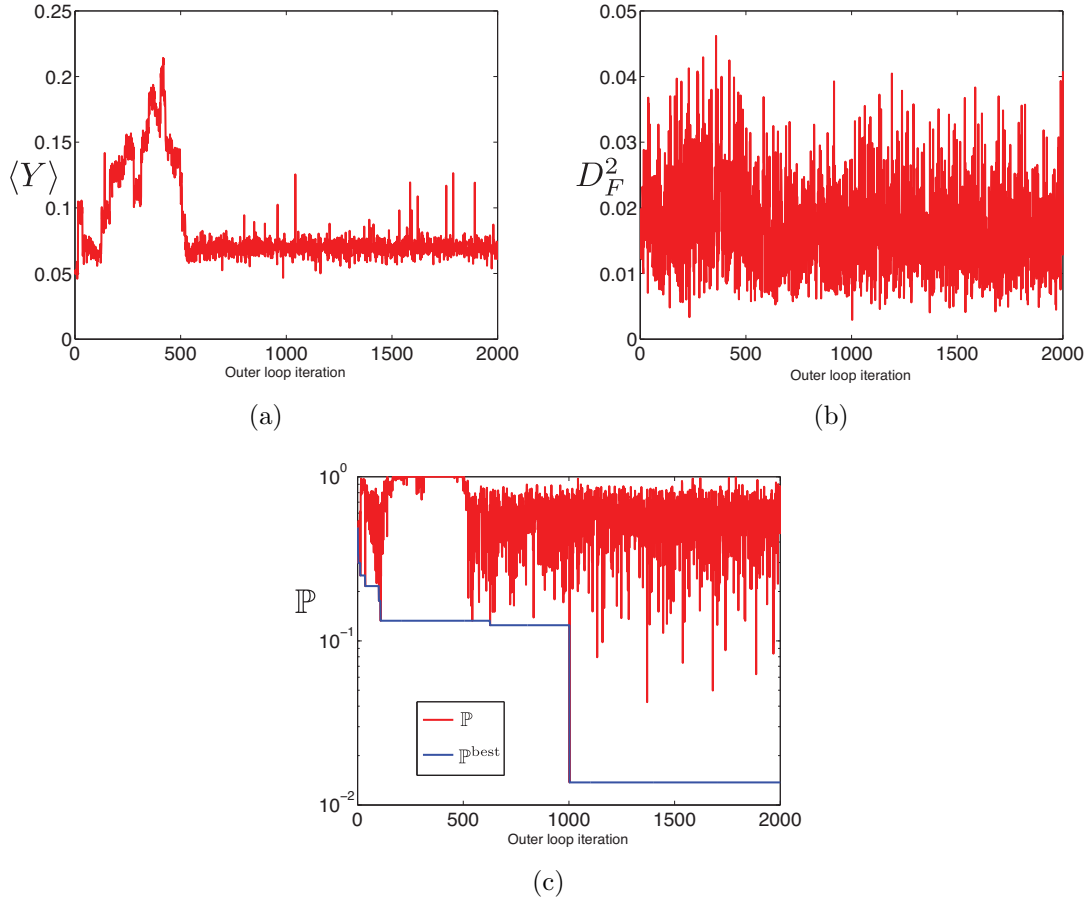 0.25
0.2
0.15
⟨Y⟩
0.1
0.05
0
0 500 1000 1500 2000
Outer loop iteration
(a)
0.05
0.04
0.03
D_F^2
0.02
0.01
0
0 500 1000 1500 2000
Outer loop iteration
(b)
10^0
ℙ
10^−1
ℙ
ℙ^best
10^−2
0 500 1000 1500 2000
Outer loop iteration
(c)